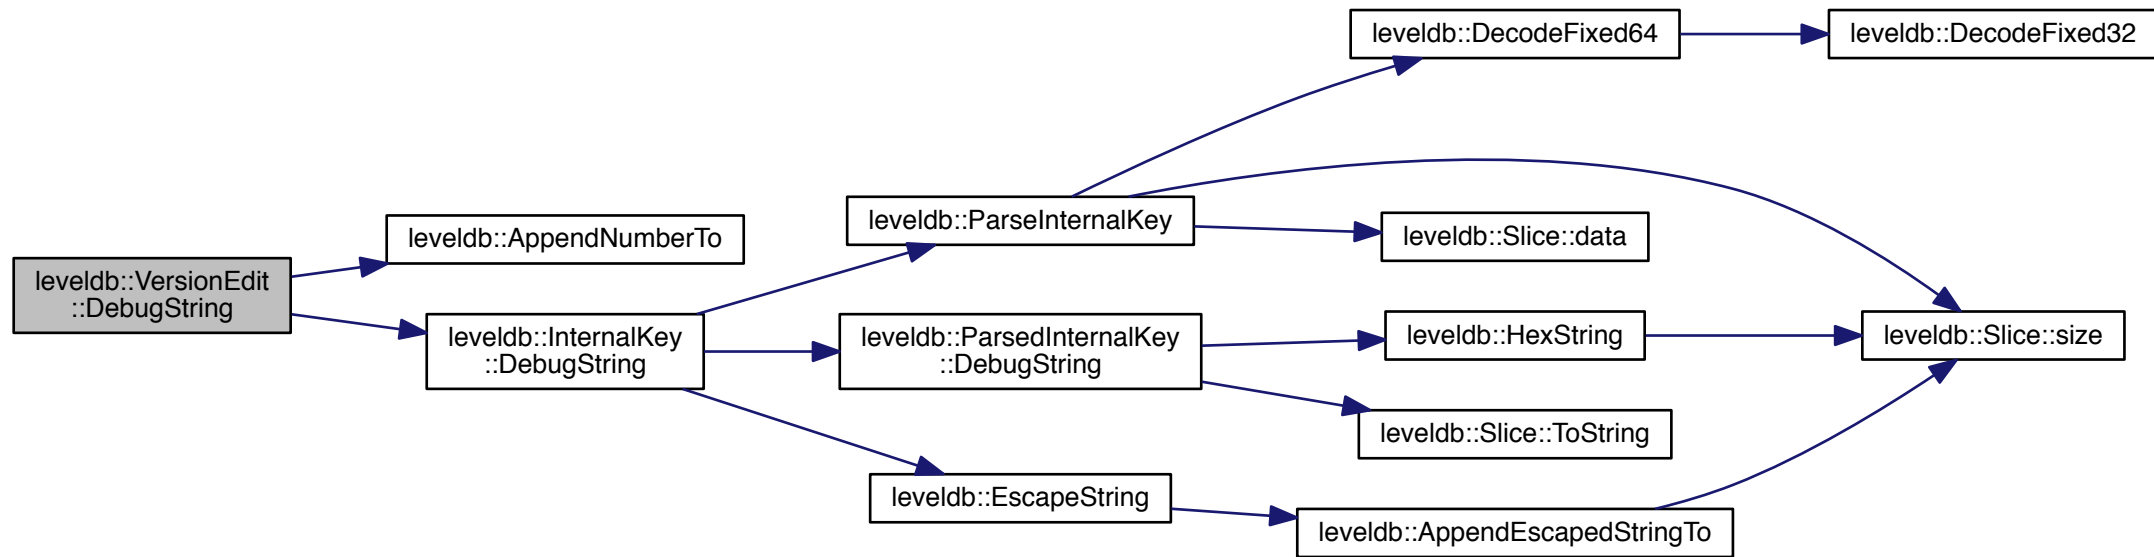 leveldb::DecodeFixed64
leveldb::DecodeFixed32
leveldb::ParseInternalKey
leveldb::AppendNumberTo
leveldb::Slice::data
leveldb::VersionEdit
::DebugString
leveldb::InternalKey
::DebugString
leveldb::ParsedInternalKey
::DebugString
leveldb::HexString
leveldb::Slice::size
leveldb::Slice::ToString
leveldb::EscapeString
leveldb::AppendEscapedStringTo